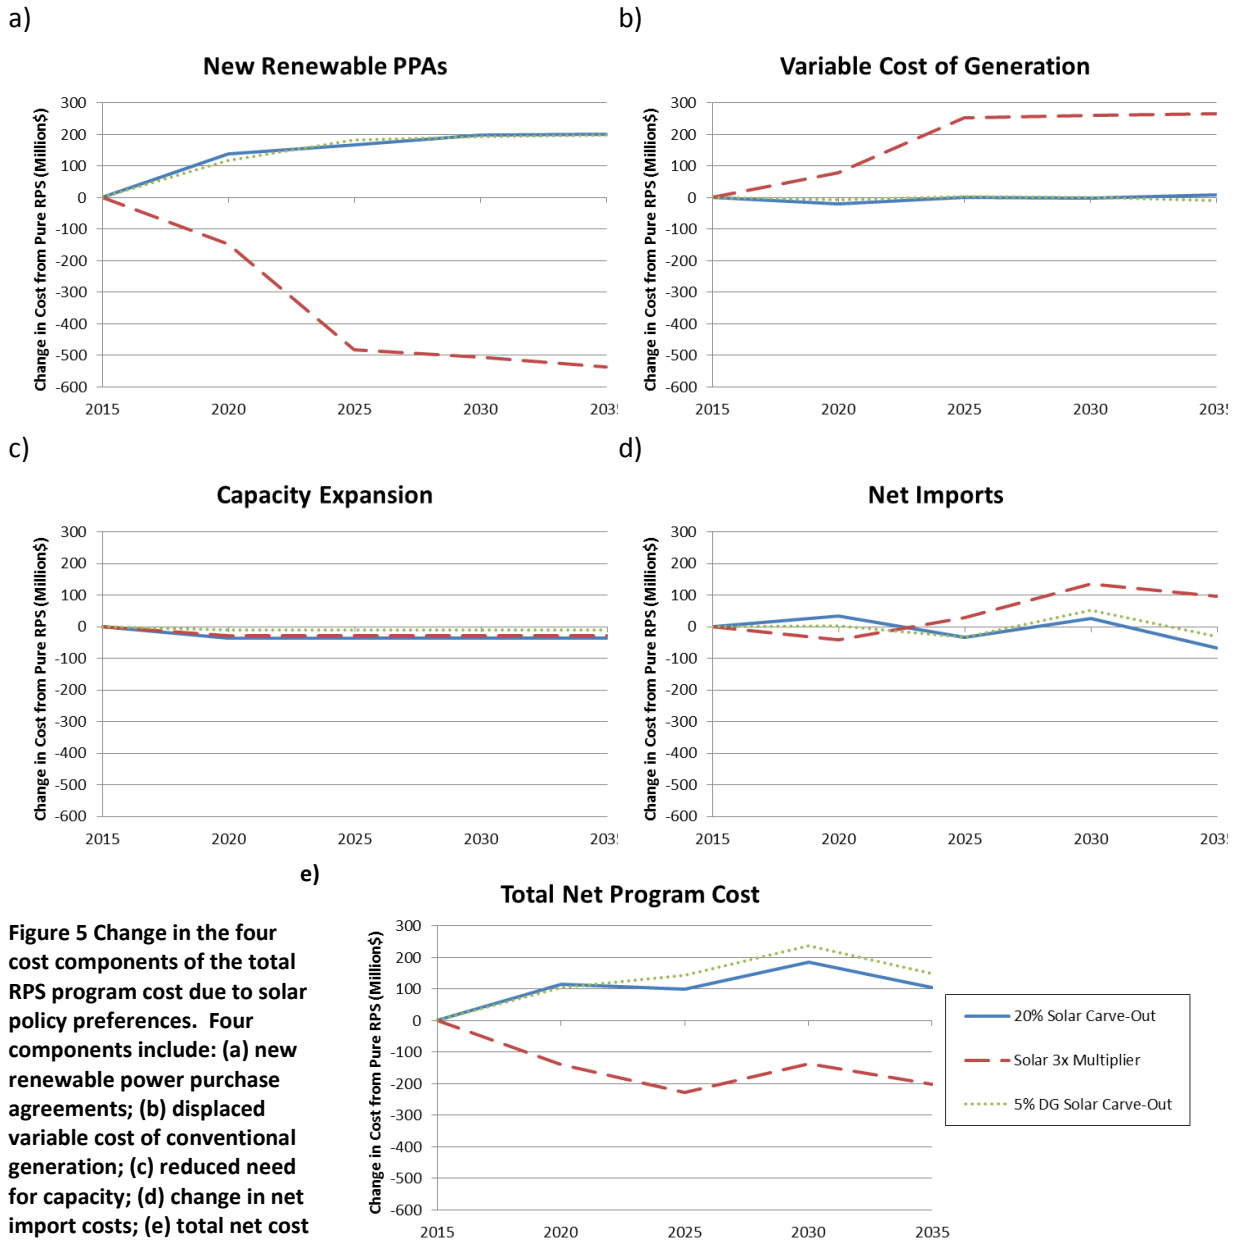 a)
New Renewable PPAs
Change in Cost from Pure RPS (Million$)
300
200
100
0
-100
-200
-300
-400
-500
-600
2015 2020 2025 2030 2035
b)
Variable Cost of Generation
Change in Cost from Pure RPS (Million$)
300
200
100
0
-100
-200
-300
-400
-500
-600
2015 2020 2025 2030 2035
c)
Capacity Expansion
Change in Cost from Pure RPS (Million$)
300
200
100
0
-100
-200
-300
-400
-500
-600
2015 2020 2025 2030 2035
d)
Net Imports
Change in Cost from Pure RPS (Million$)
300
200
100
0
-100
-200
-300
-400
-500
-600
2015 2020 2025 2030 2035
e)
Total Net Program Cost
Change in Cost from Pure RPS (Million$)
300
200
100
0
-100
-200
-300
-400
-500
-600
2015 2020 2025 2030 2035
20% Solar Carve-Out
Solar 3x Multiplier
5% DG Solar Carve-Out
Figure 5 Change in the four
cost components of the total
RPS program cost due to solar
policy preferences. Four
components include: (a) new
renewable power purchase
agreements; (b) displaced
variable cost of conventional
generation; (c) reduced need
for capacity; (d) change in net
import costs; (e) total net cost